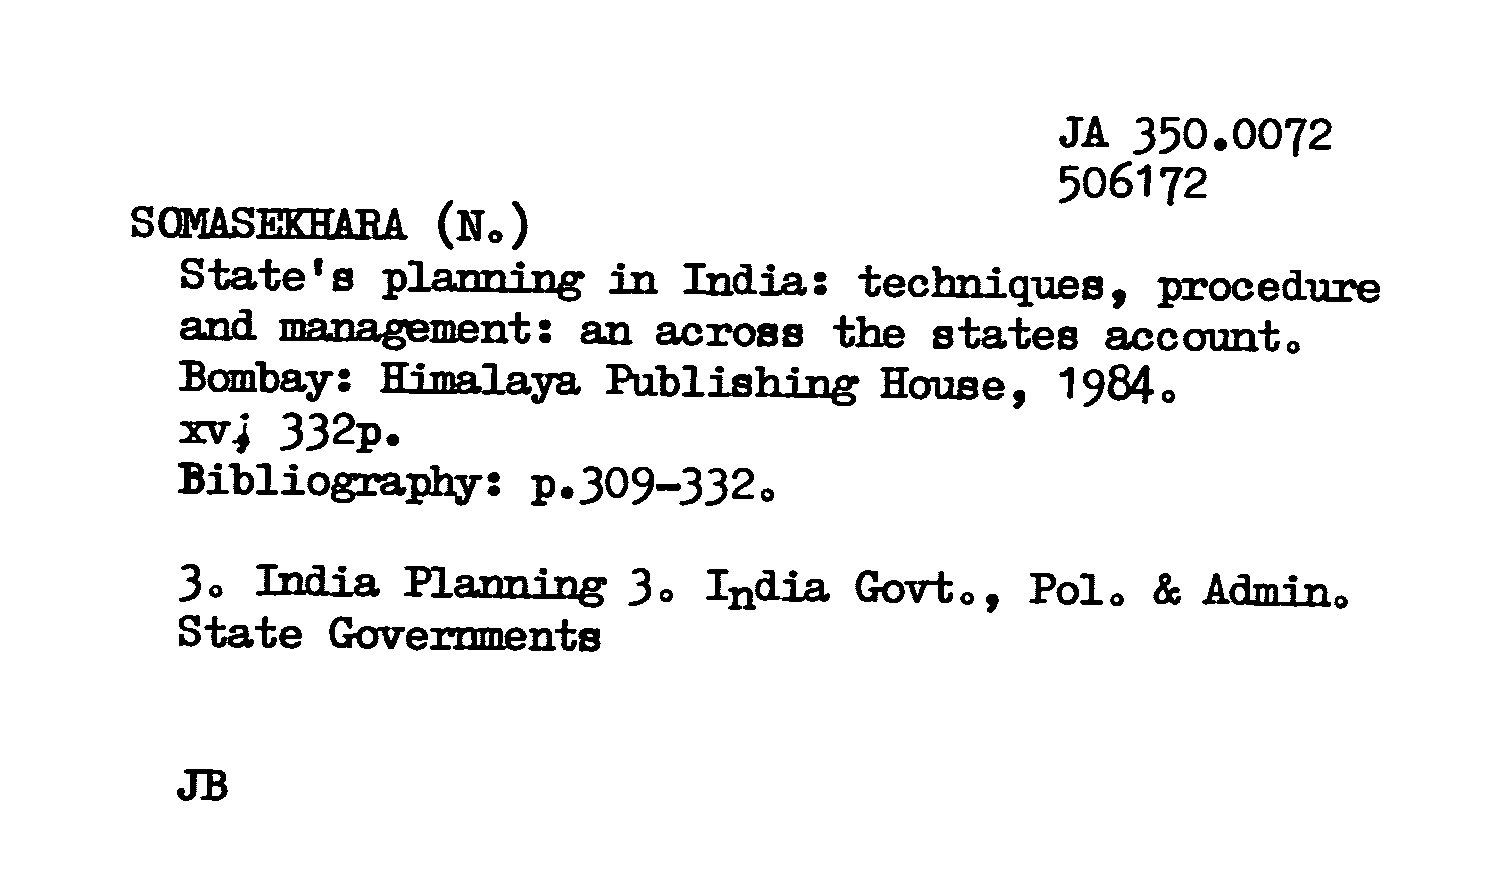 JA 350.0072
506172
SOMASEKHARA (N.)
State's planning in India: techniques, procedure
and management: an across the states account.
Bombay: Himalaya Publishing House, 1984.
xv, 332p.
Bibliography: p.309-332.
3. India Planning 3. India Govt., Pol. & Admin.
State Governments
JB